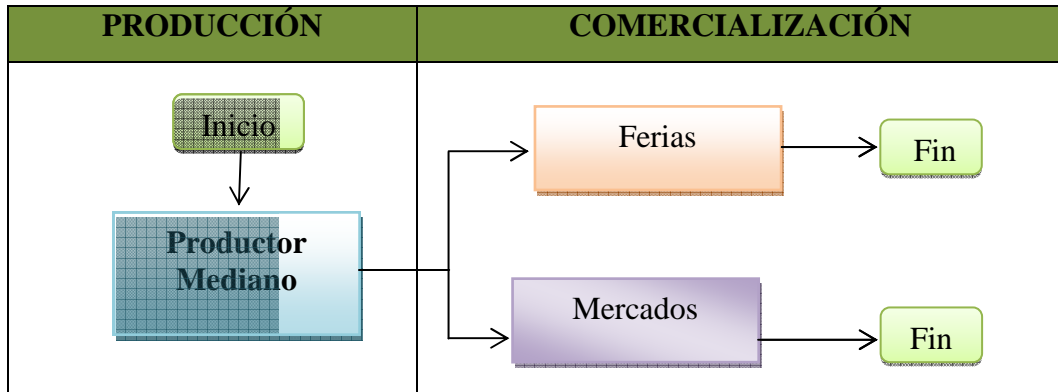 PRODUCCIÓN
COMERCIALIZACIÓN
Inicio
Productor
Mediano
Ferias
Fin
Mercados
Fin